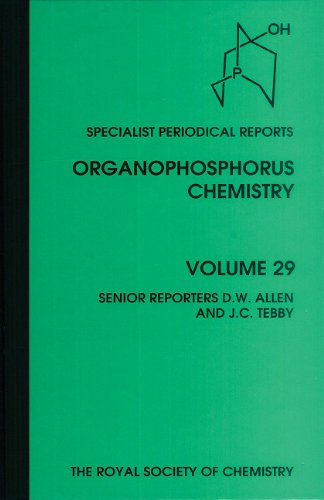 OH
P
SPECIALIST PERIODICAL REPORTS
ORGANOPHOSPHORUS
CHEMISTRY
VOLUME 29
SENIOR REPORTERS D.W. ALLEN
AND J.C. TEBBY
THE ROYAL SOCIETY OF CHEMISTRY